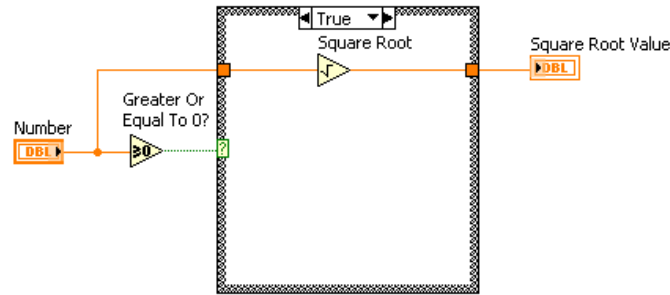 True
Square Root
Square Root Value
DBL
Greater Or
Equal To 0?
Number
DBL
≥0
?